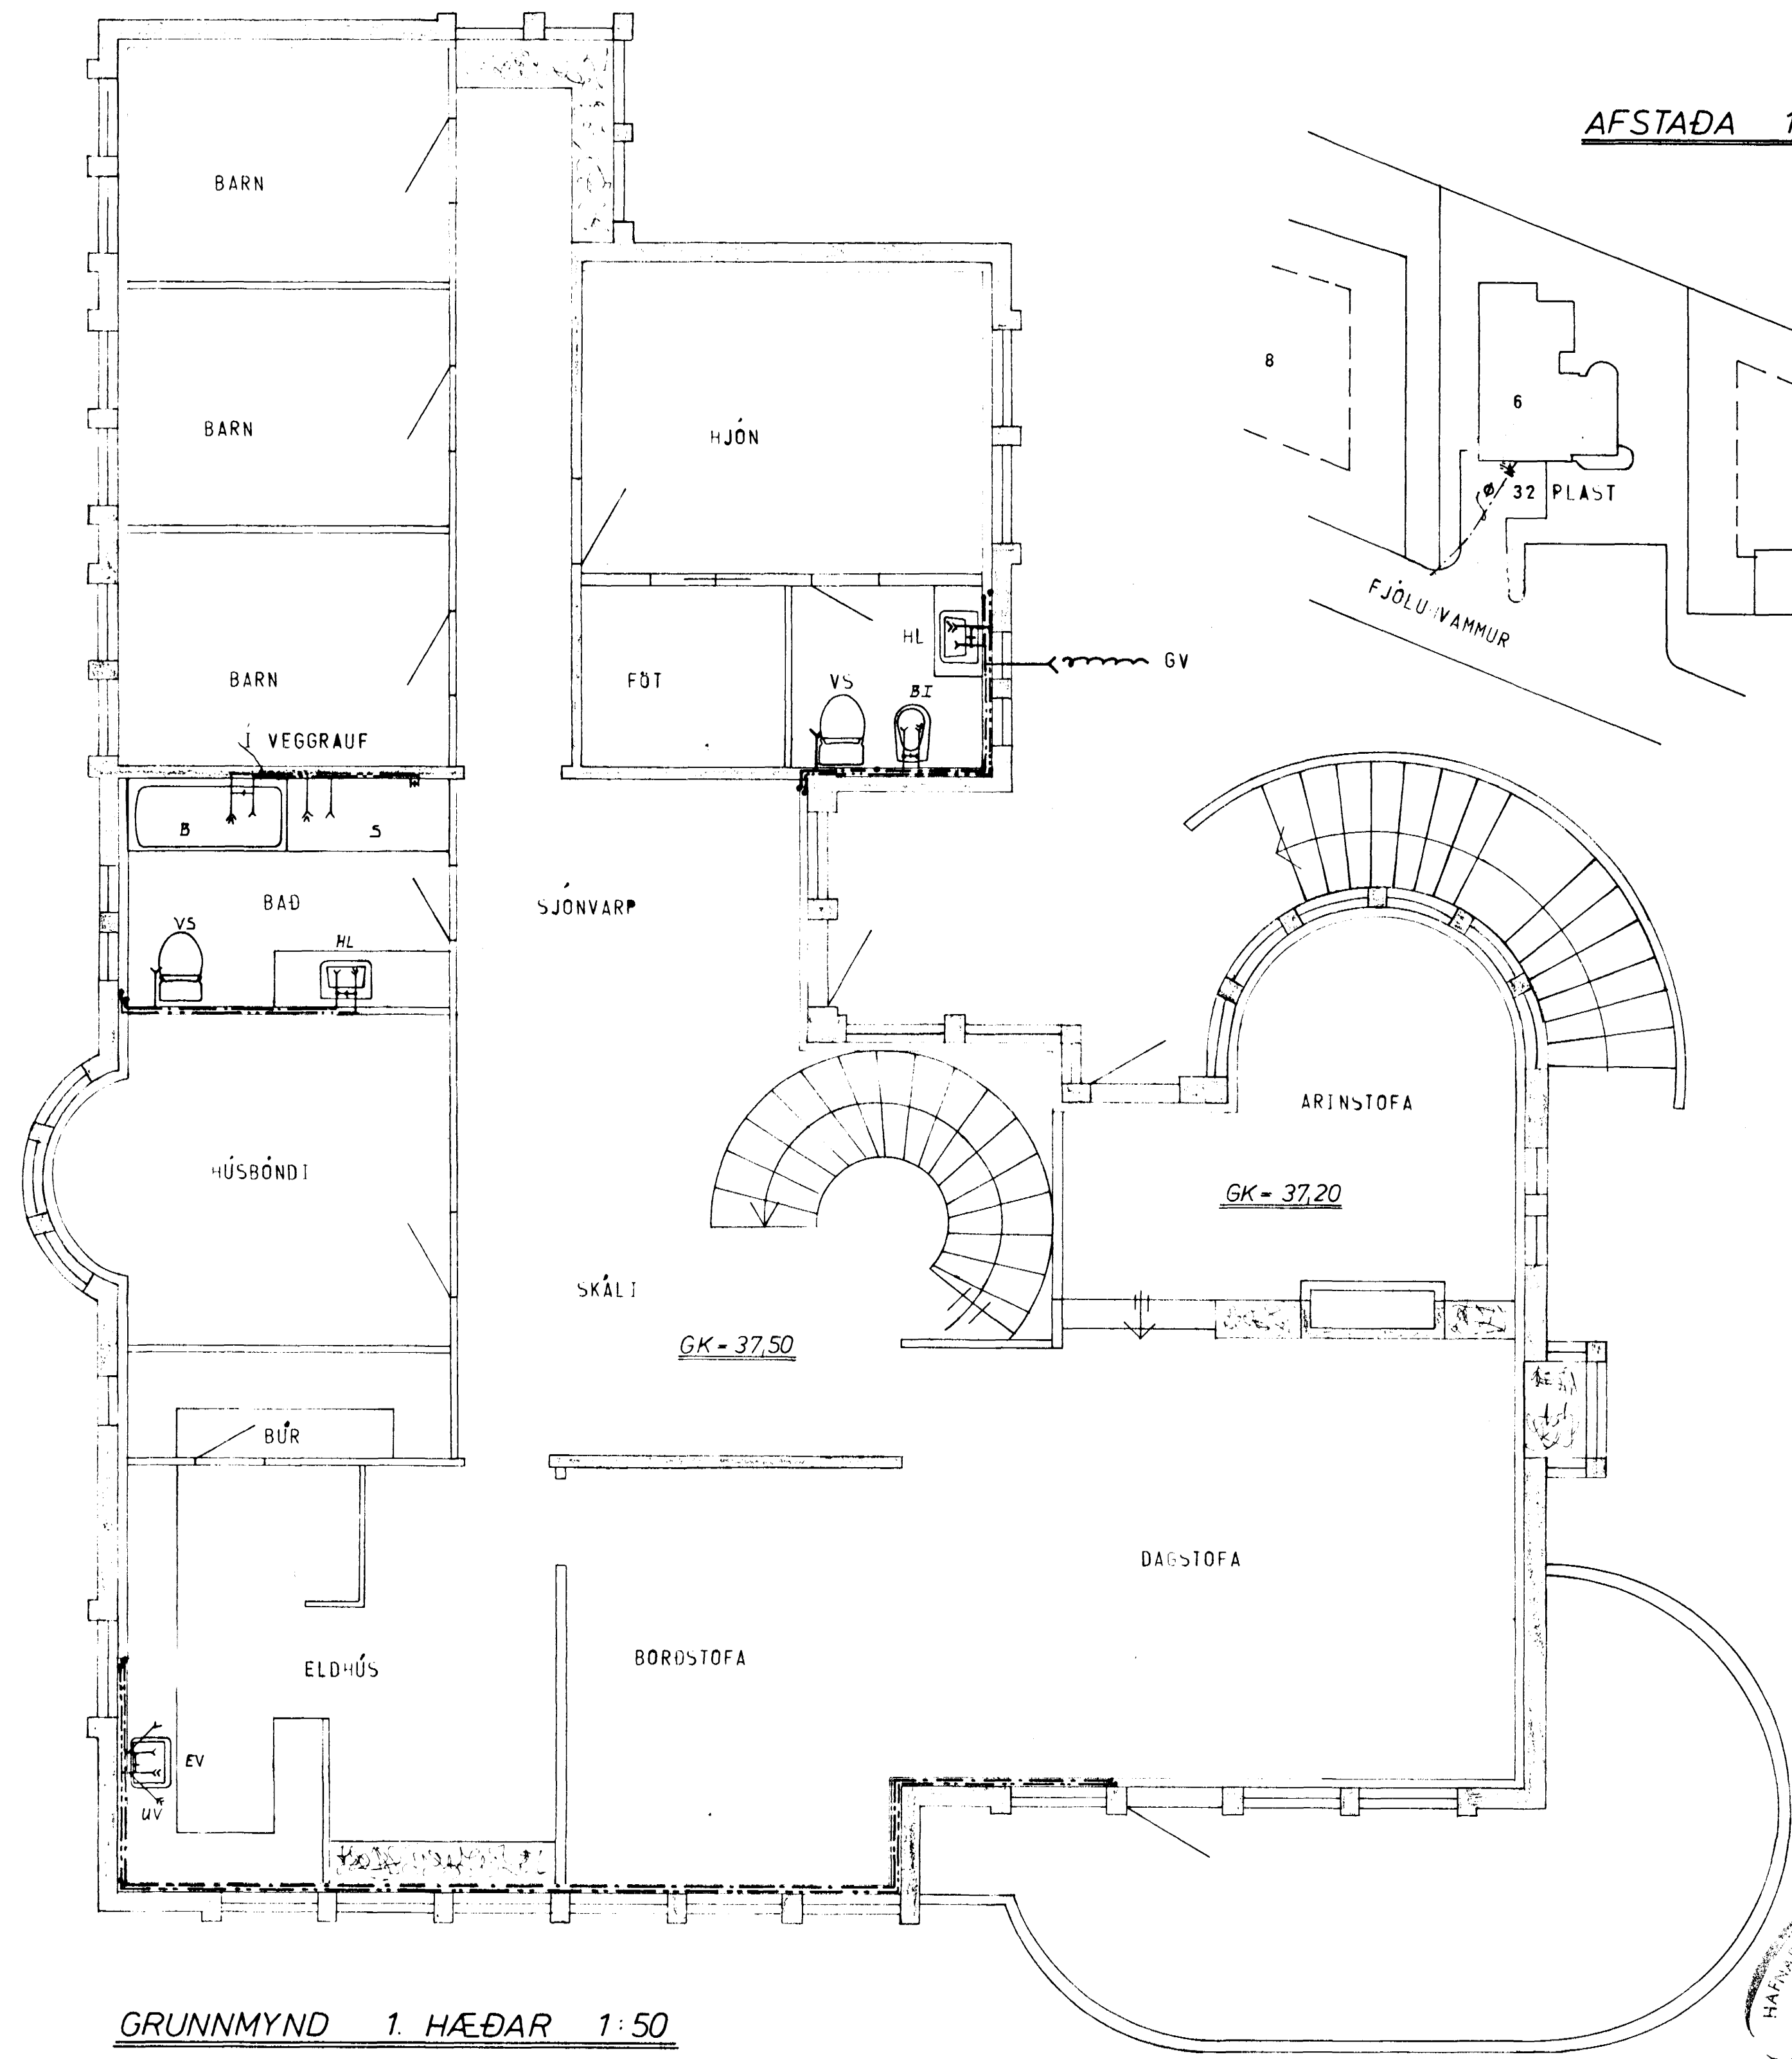 AFSTAÐA 1
BARN
8
6
BARN
HJÓN
Ø 32 PLAST
FJÓLUHVAMMUR
HL
GV
BARN
FÖT
VS
BI
Í VEGGRAUF
B
S
BAÐ
SJÓNVARP
VS
HL
ARINSTOFA
HÚSBÓNDI
GK = 37,20
SKÁLI
GK = 37,50
BÚR
DAGSTOFA
BORÐSTOFA
ELDHÚS
EV
UV
GRUNNMYND 1. HÆÐAR 1:50